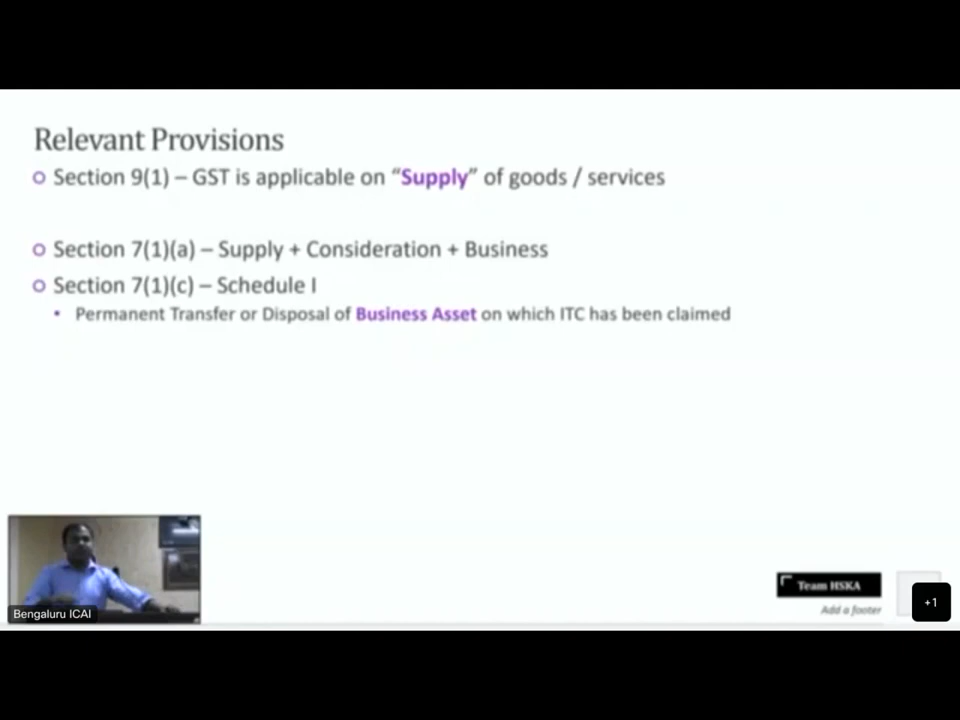 Relevant Provisions
Section 9(1) – GST is applicable on “Supply” of goods / services
Section 7(1)(a) – Supply + Consideration + Business
Section 7(1)(c) – Schedule I
Permanent Transfer or Disposal of Business Asset on which ITC has been claimed
Bengaluru ICAI
Team HSKA
Add a footer
+1